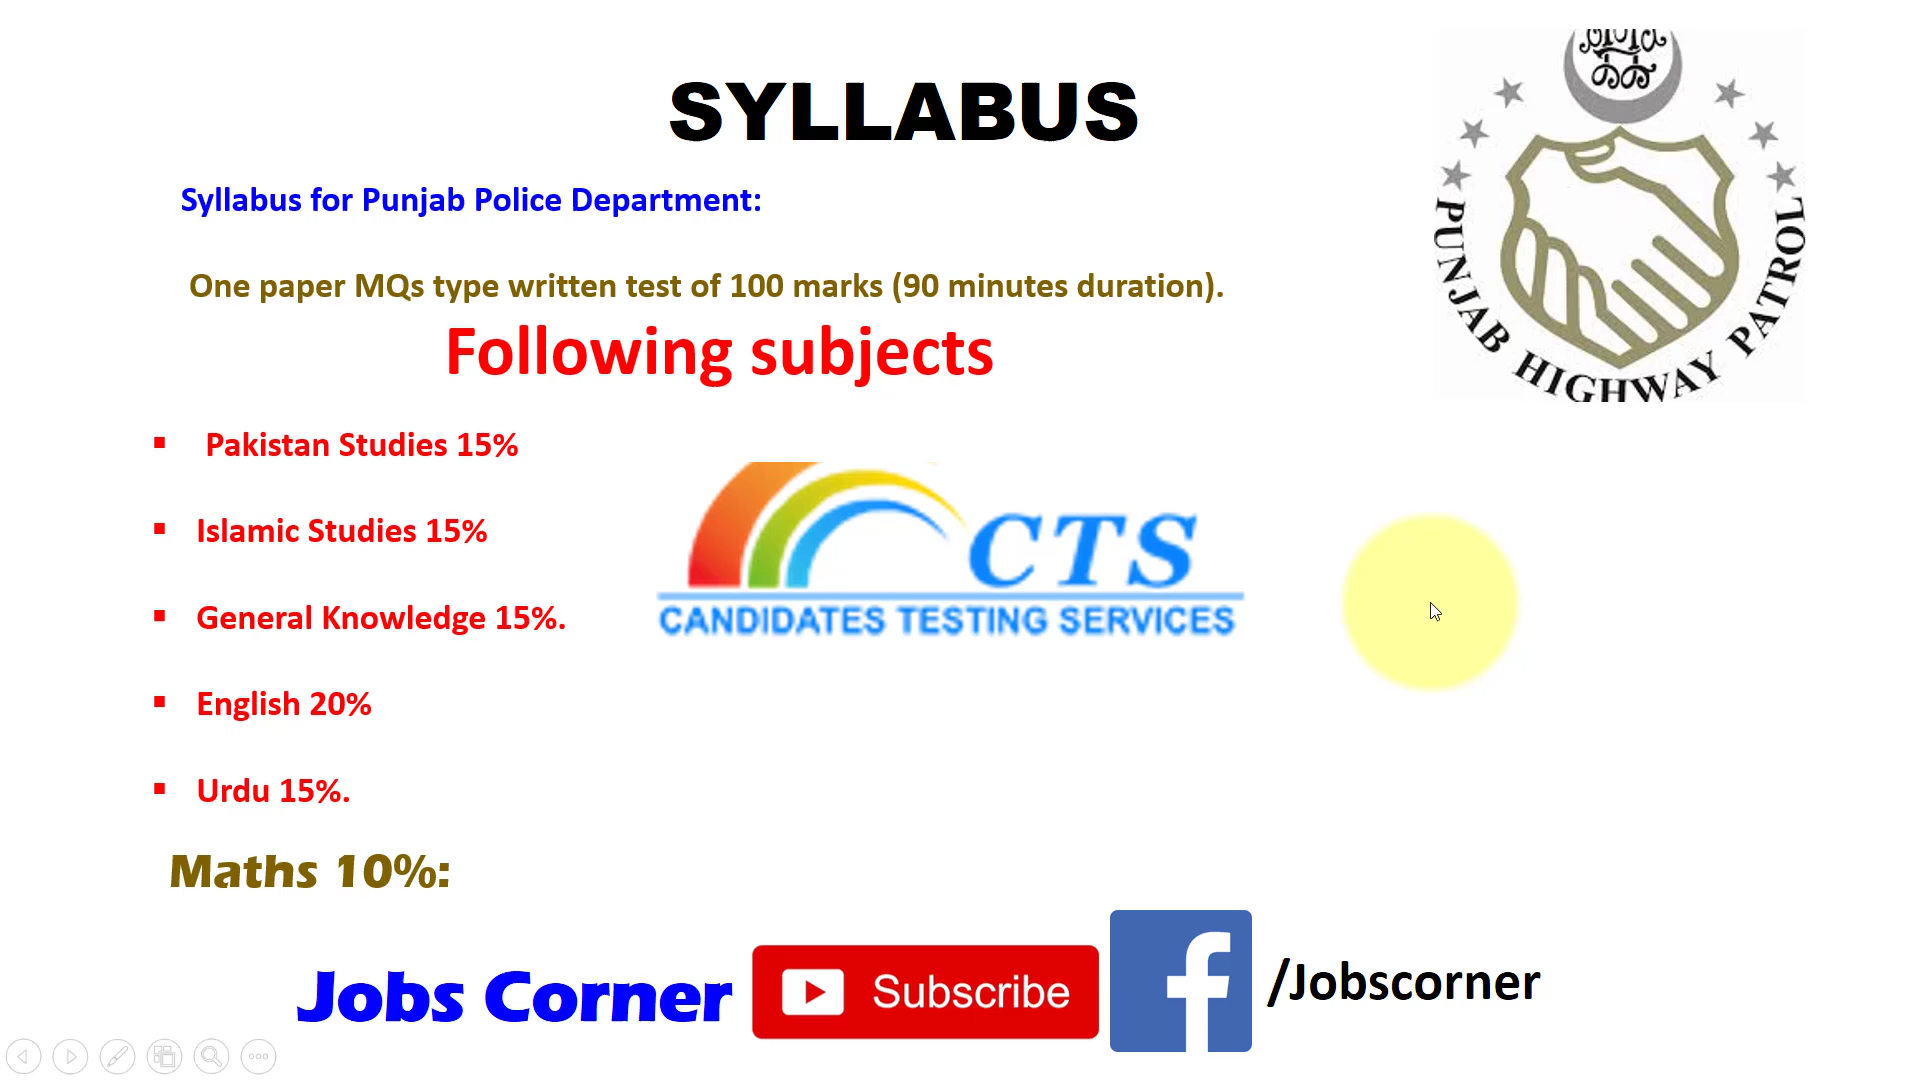 SYLLABUS
Syllabus for Punjab Police Department:
One paper MQs type written test of 100 marks (90 minutes duration).
Following subjects
PUNJAB HIGHWAY PATROL
▪ Pakistan Studies 15%
▪ Islamic Studies 15%
▪ General Knowledge 15%.
▪ English 20%
▪ Urdu 15%.
CTS
CANDIDATES TESTING SERVICES
Maths 10%:
Jobs Corner
Subscribe
f
/Jobscorner